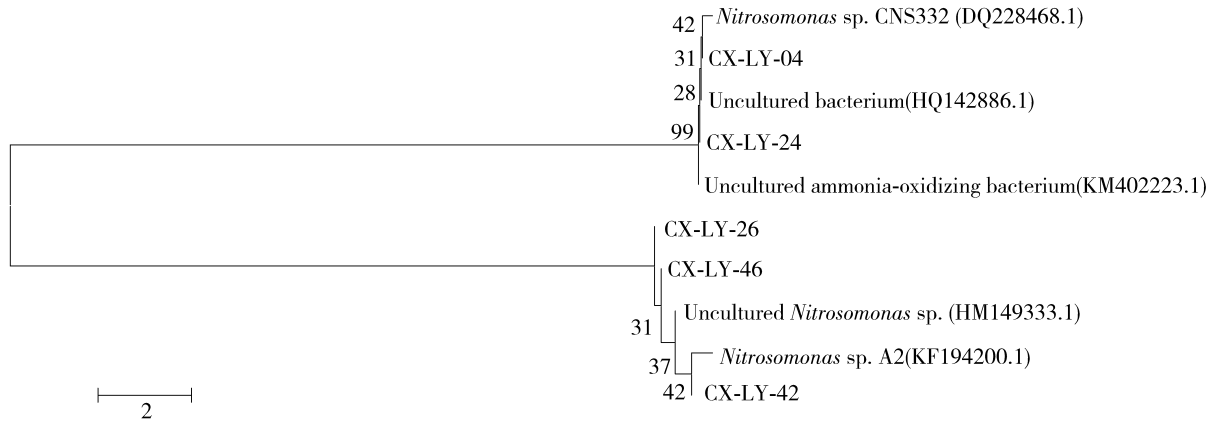 42
Nitrosomonas sp. CNS332 (DQ228468.1)
31
CX-LY-04
28
Uncultured bacterium(HQ142886.1)
99
CX-LY-24
Uncultured ammonia-oxidizing bacterium(KM402223.1)
CX-LY-26
CX-LY-46
Uncultured Nitrosomonas sp. (HM149333.1)
31
Nitrosomonas sp. A2(KF194200.1)
37
42
CX-LY-42
2